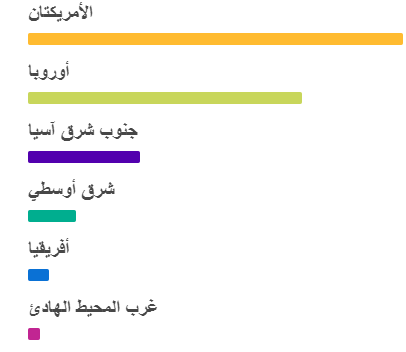 الأمريكتان
أوروبا
جنوب شرق آسيا
شرق أوسطي
أفريقيا
غرب المحيط الهادئ